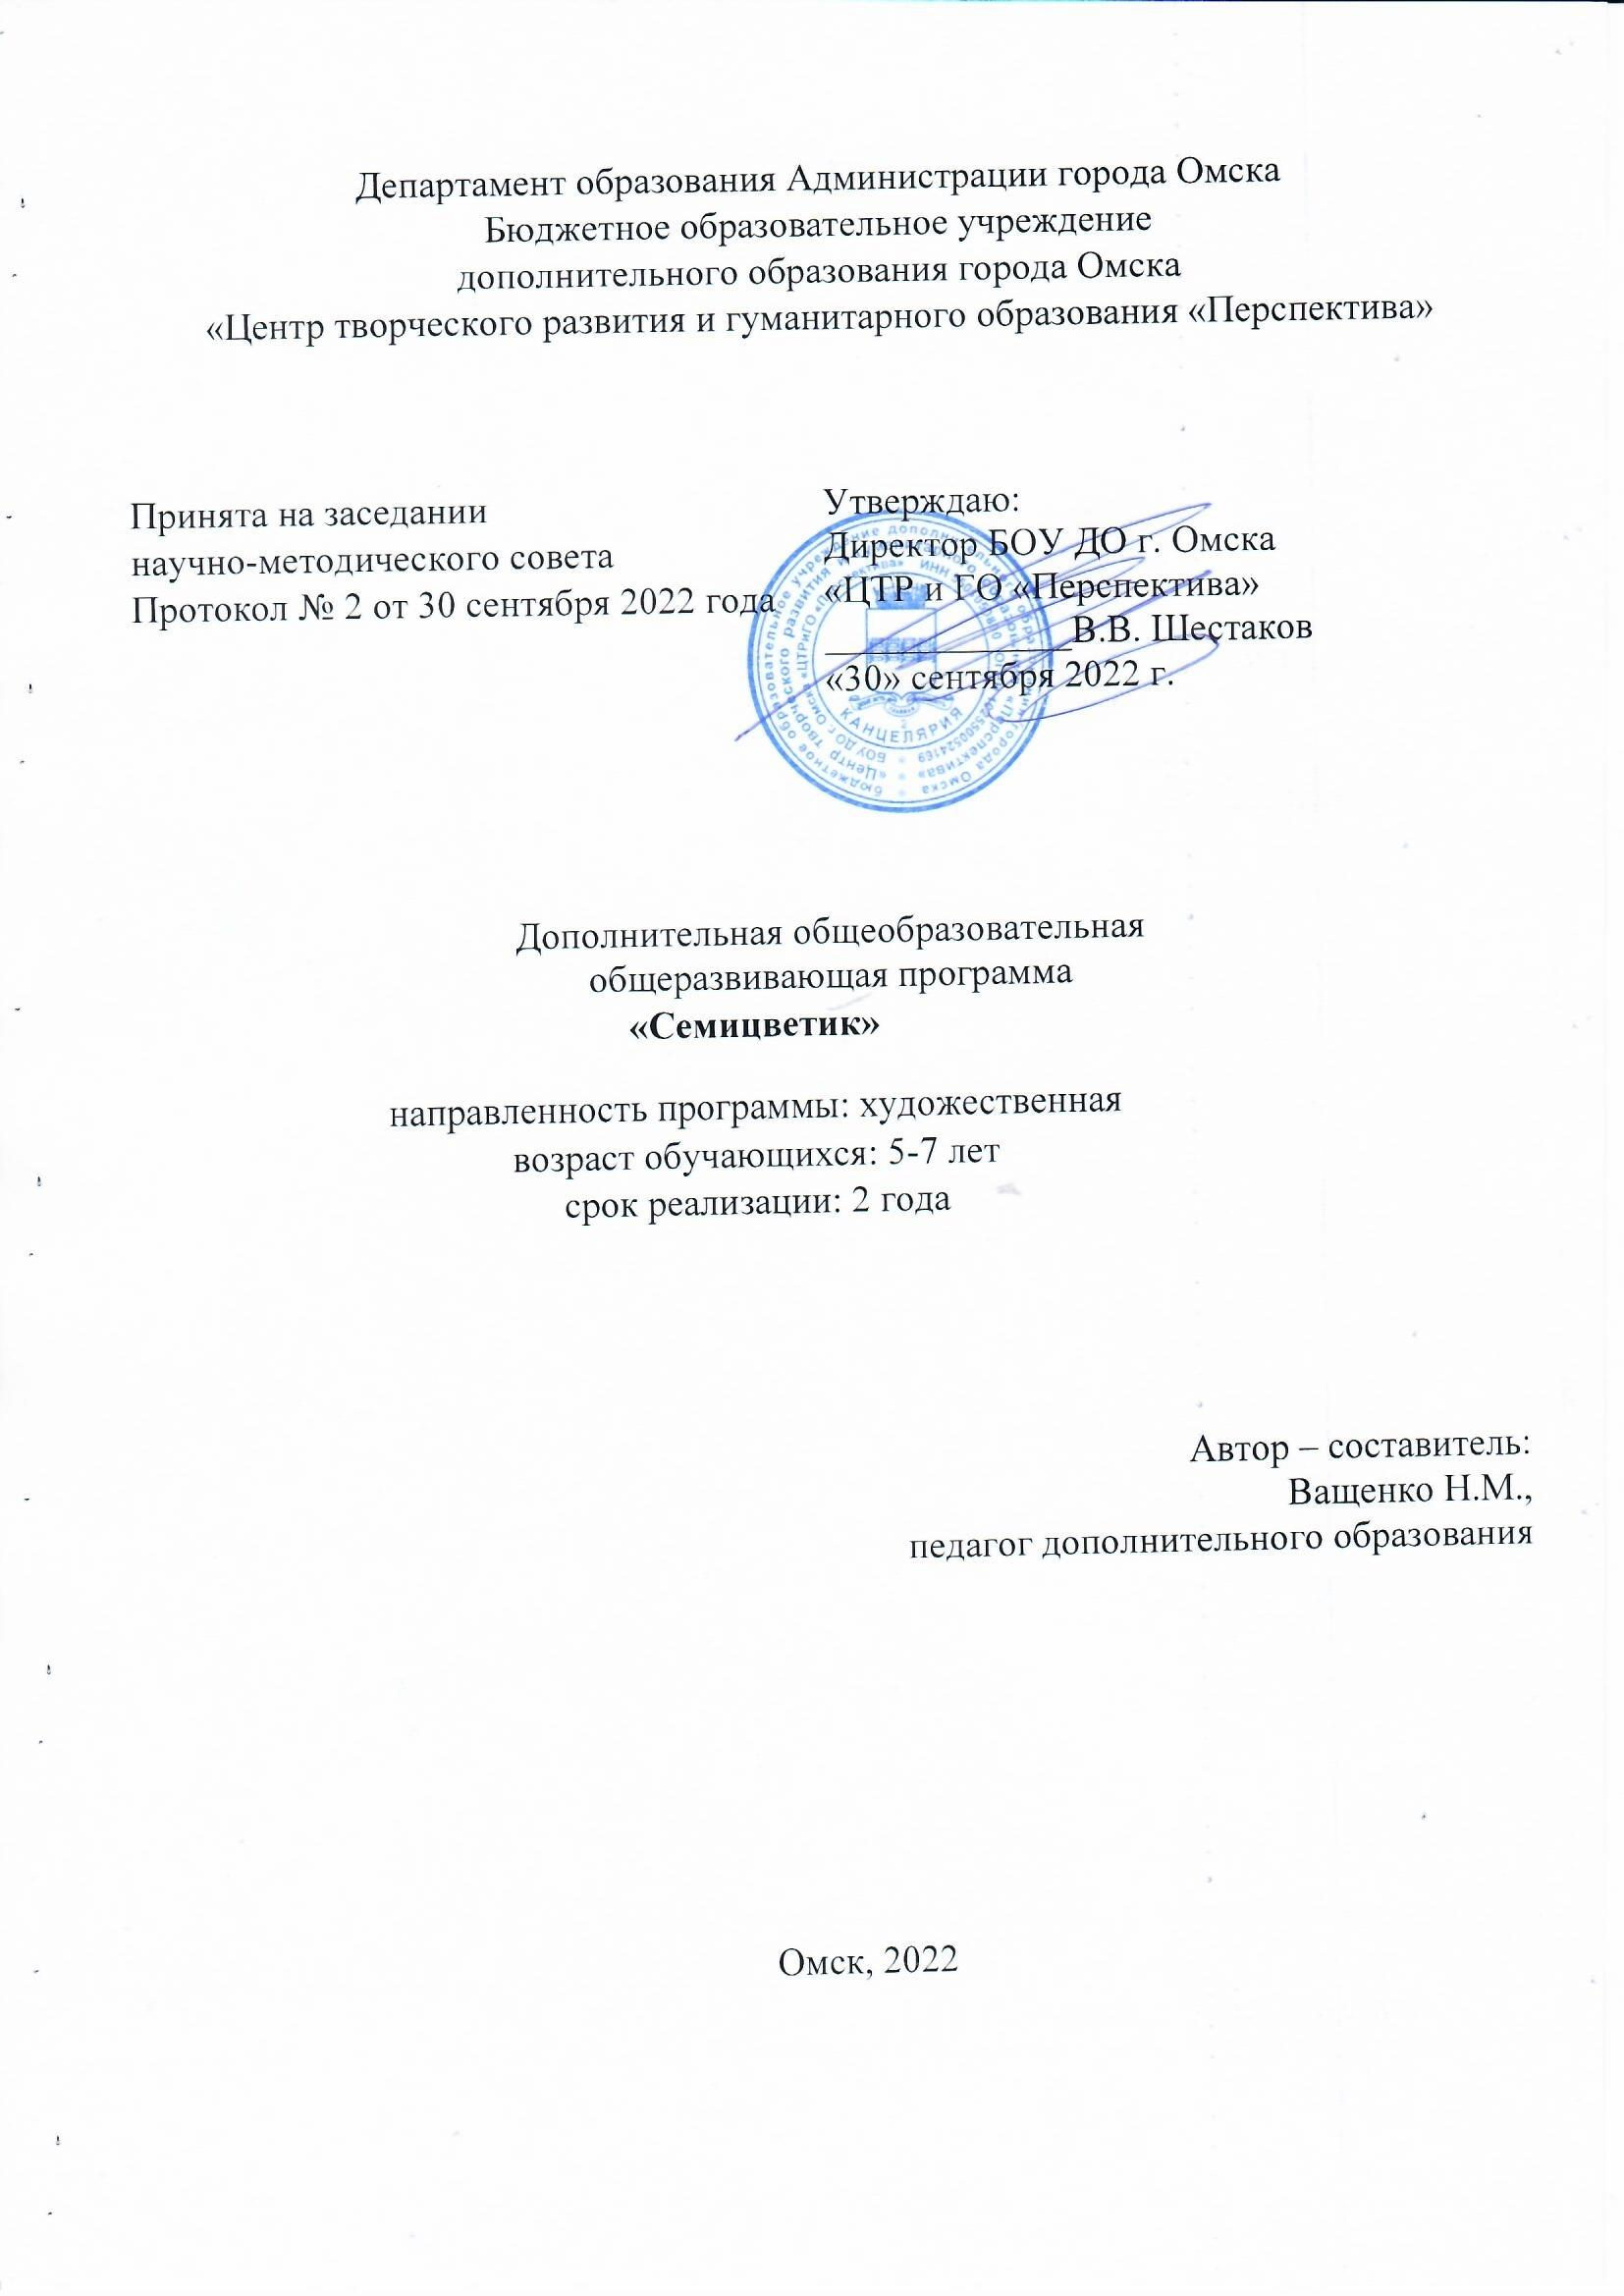 Департамент образования Администрации города Омска
Бюджетное образовательное учреждение
дополнительного образования города Омска
«Центр творческого развития и гуманитарного образования «Перспектива»
Принята на заседании
научно-методического совета
Протокол № 2 от 30 сентября 2022 года
Утверждаю:
Директор БОУ ДО г. Омска
«ЦТР и ГО «Перспектива»
______________В.В. Шестаков
«30» сентября 2022 г.
КАНЦЕЛЯРИЯ
Дополнительная общеобразовательная
общеразвивающая программа
«Семицветик»
направленность программы: художественная
возраст обучающихся: 5-7 лет
срок реализации: 2 года
Автор – составитель:
Ващенко Н.М.,
педагог дополнительного образования
Омск, 2022